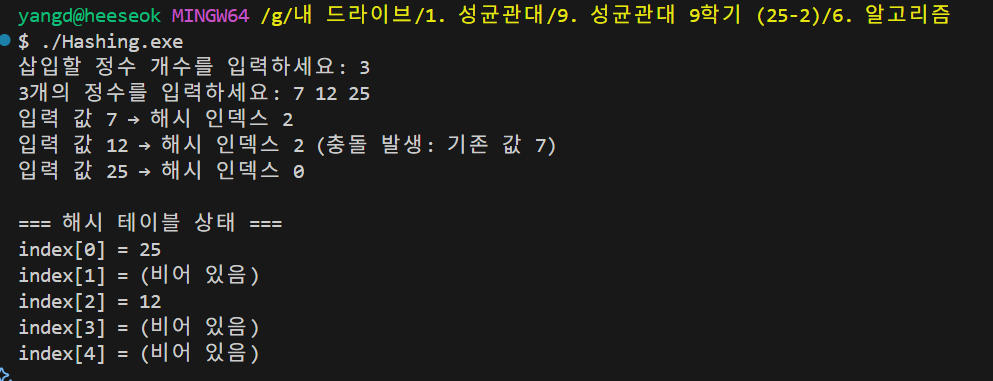 yangd@heeseok MINGW64 /g/내 드라이브/1. 성균관대/9. 성균관대 9학기 (25-2)/6. 알고리즘
$ ./Hashing.exe
삽입할 정수 개수를 입력하세요: 3
3개의 정수를 입력하세요: 7 12 25
입력 값 7 → 해시 인덱스 2
입력 값 12 → 해시 인덱스 2 (충돌 발생: 기존 값 7)
입력 값 25 → 해시 인덱스 0
=== 해시 테이블 상태 ===
index[0] = 25
index[1] = (비어 있음)
index[2] = 12
index[3] = (비어 있음)
index[4] = (비어 있음)